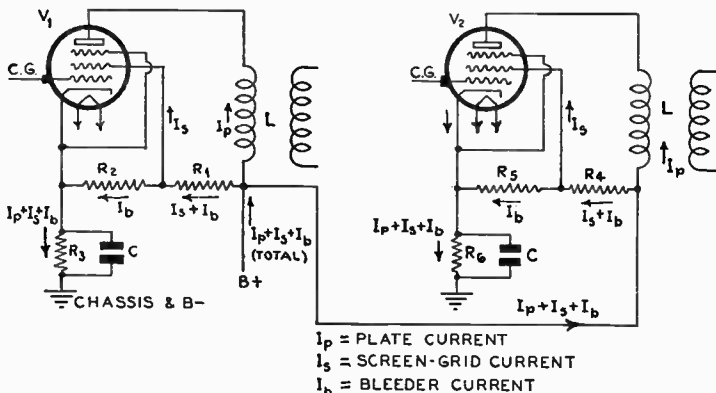 V1
V2
C.G.
C.G.
Is
Ip
L
Is
L
Ip
R2
R1
R5
R4
Ib
Is+Ib
Ib
Is+Ib
Ip+Is+Ib
R3
C
Ip+Is+Ib
(TOTAL)
B+
Ip+Is+Ib
R6
C
CHASSIS & B-
Ip+Is+Ib
Ip = PLATE CURRENT
Is = SCREEN-GRID CURRENT
Ib = BLEEDER CURRENT